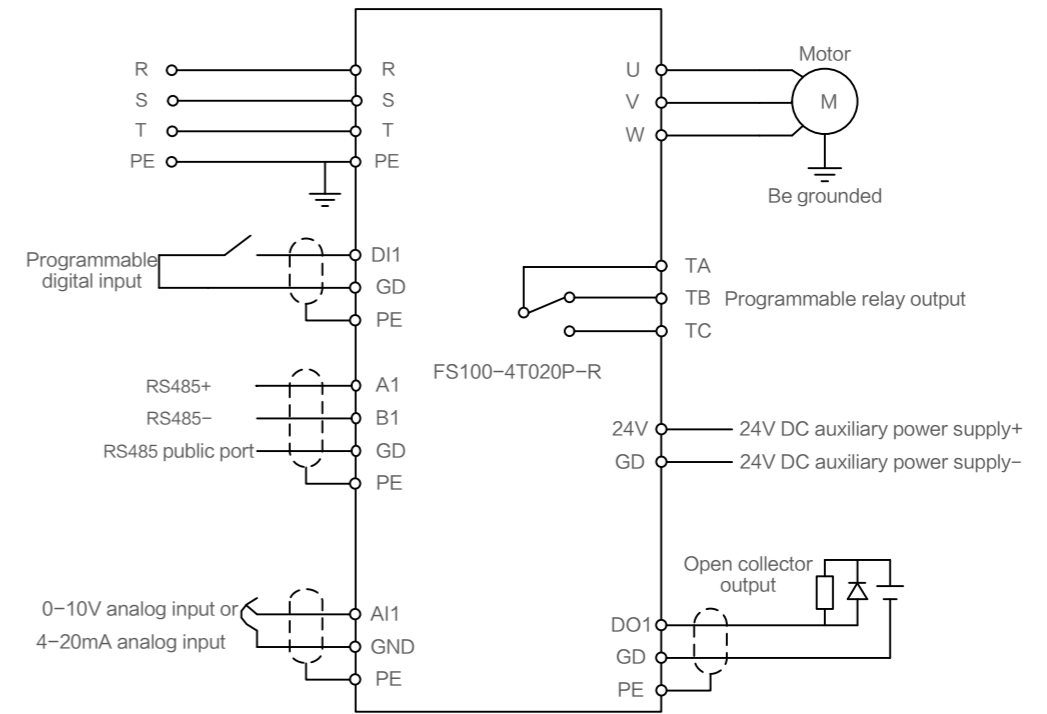 R
R
S
S
T
T
PE
PE
Programmable
digital input
DI1
GD
PE
RS485+
A1
RS485−
B1
RS485 public port
GD
PE
0−10V analog input or
4−20mA analog input
AI1
GND
PE
FS100−4T020P−R
Motor
U
V
M
W
Be grounded
TA
TB Programmable relay output
TC
24V
24V DC auxiliary power supply+
GD
24V DC auxiliary power supply−
Open collector
output
DO1
GD
PE